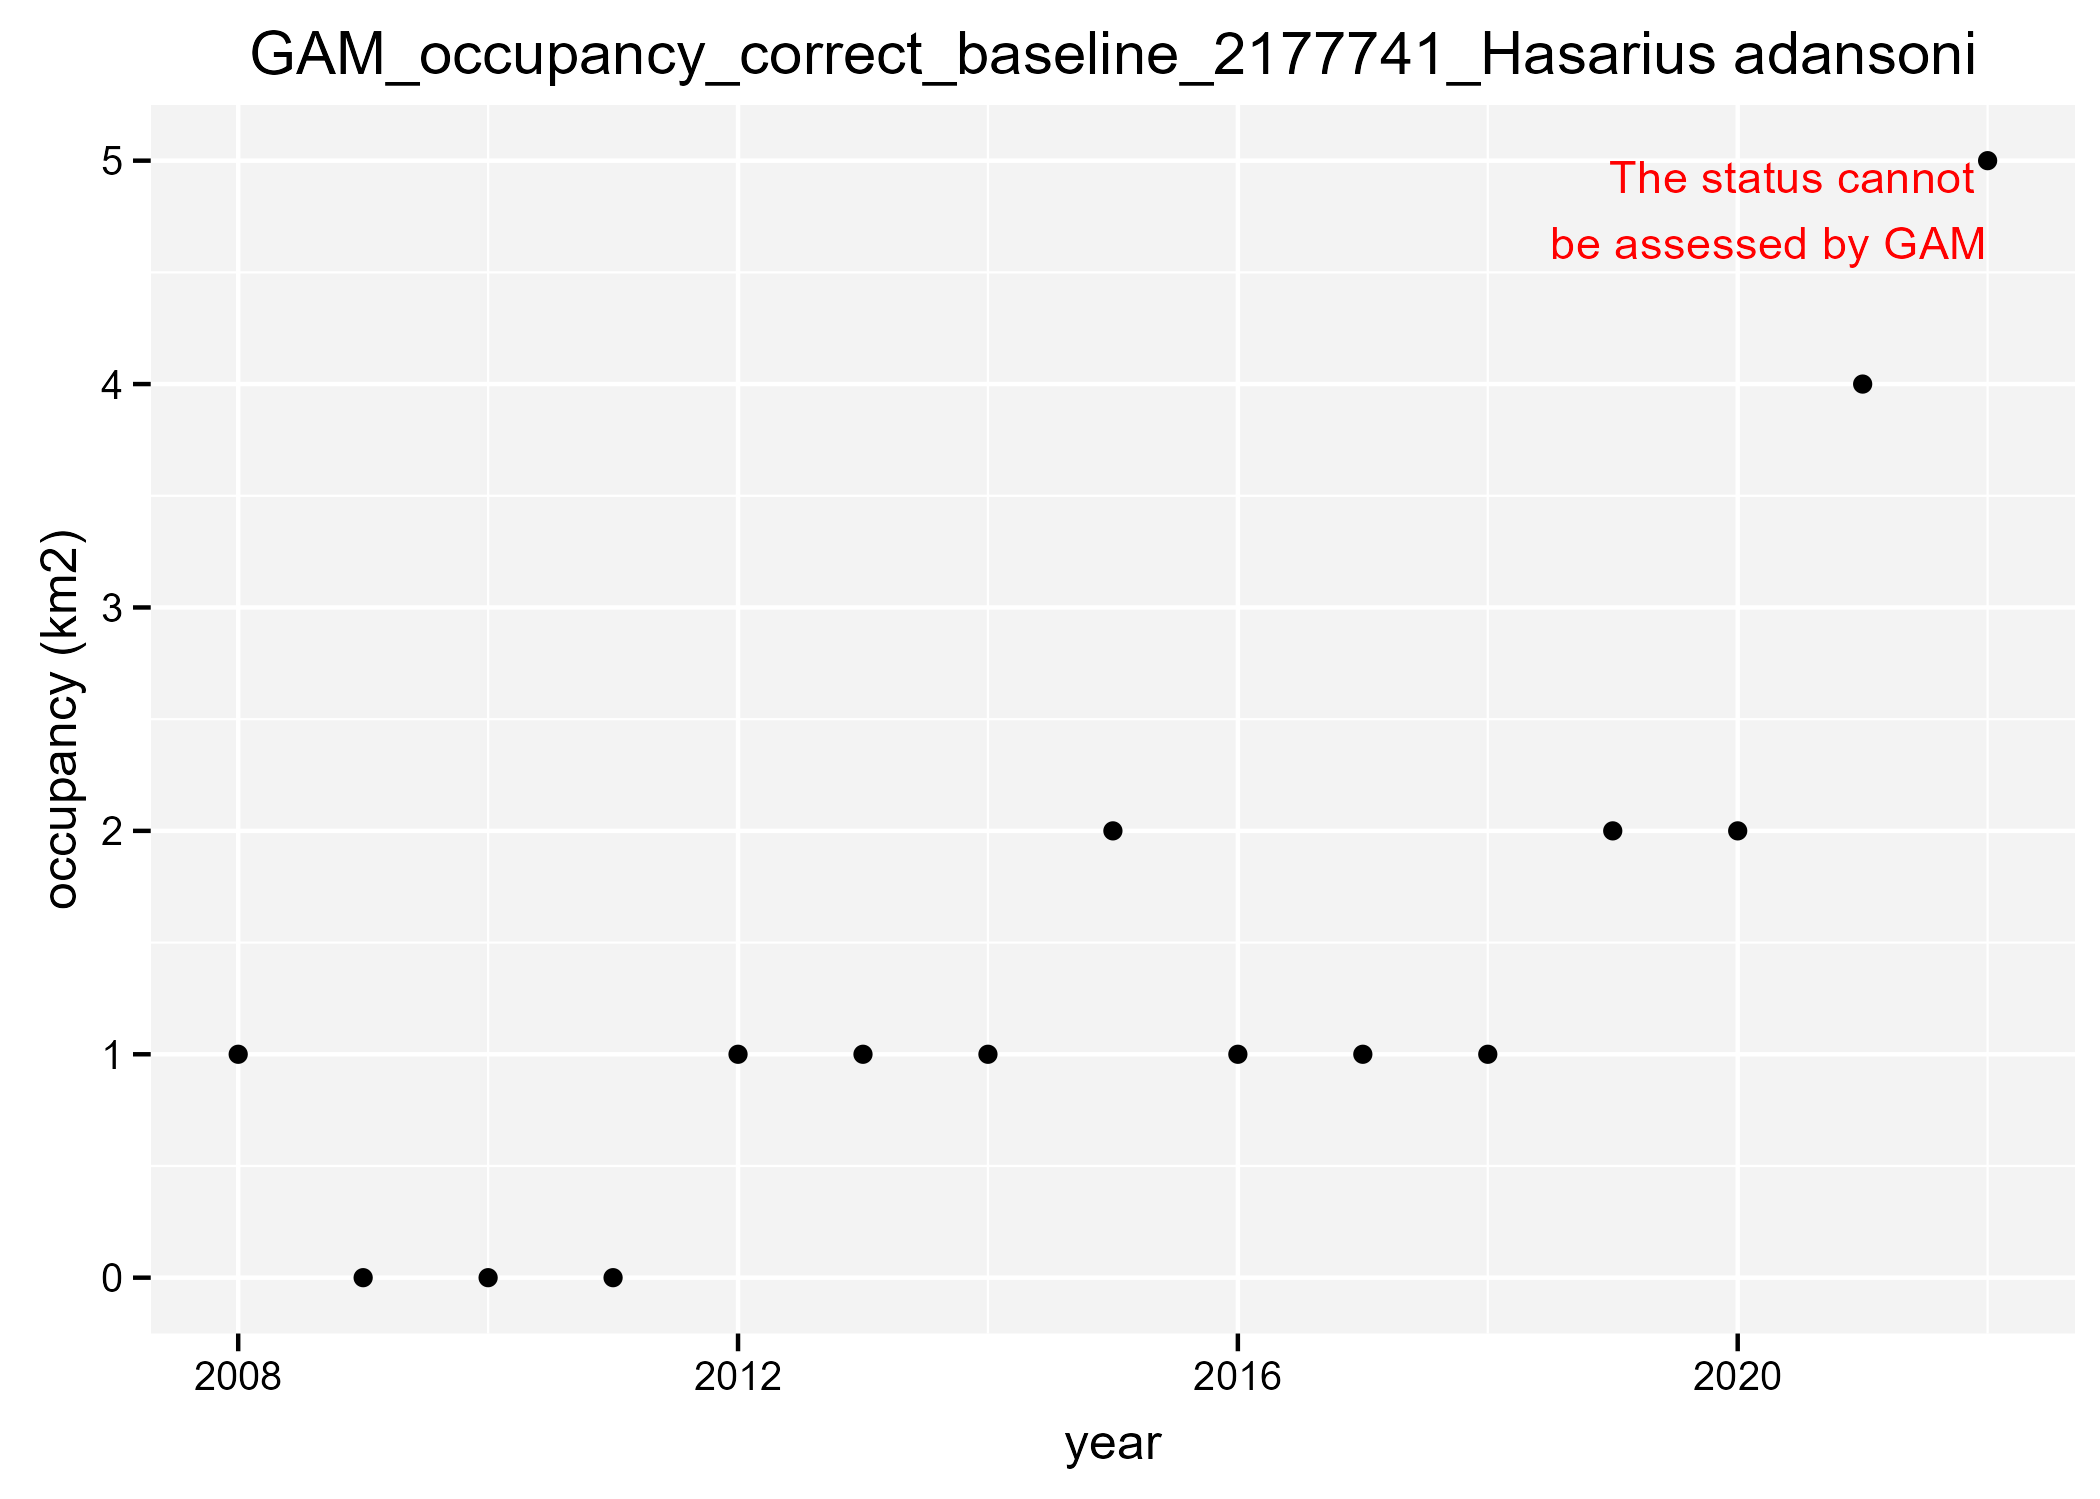 GAM_occupancy_correct_baseline_2177741_Hasarius adansoni
The status cannot
be assessed by GAM
occupancy (km2)
5
4
3
2
1
0
2008
2012
2016
2020
year